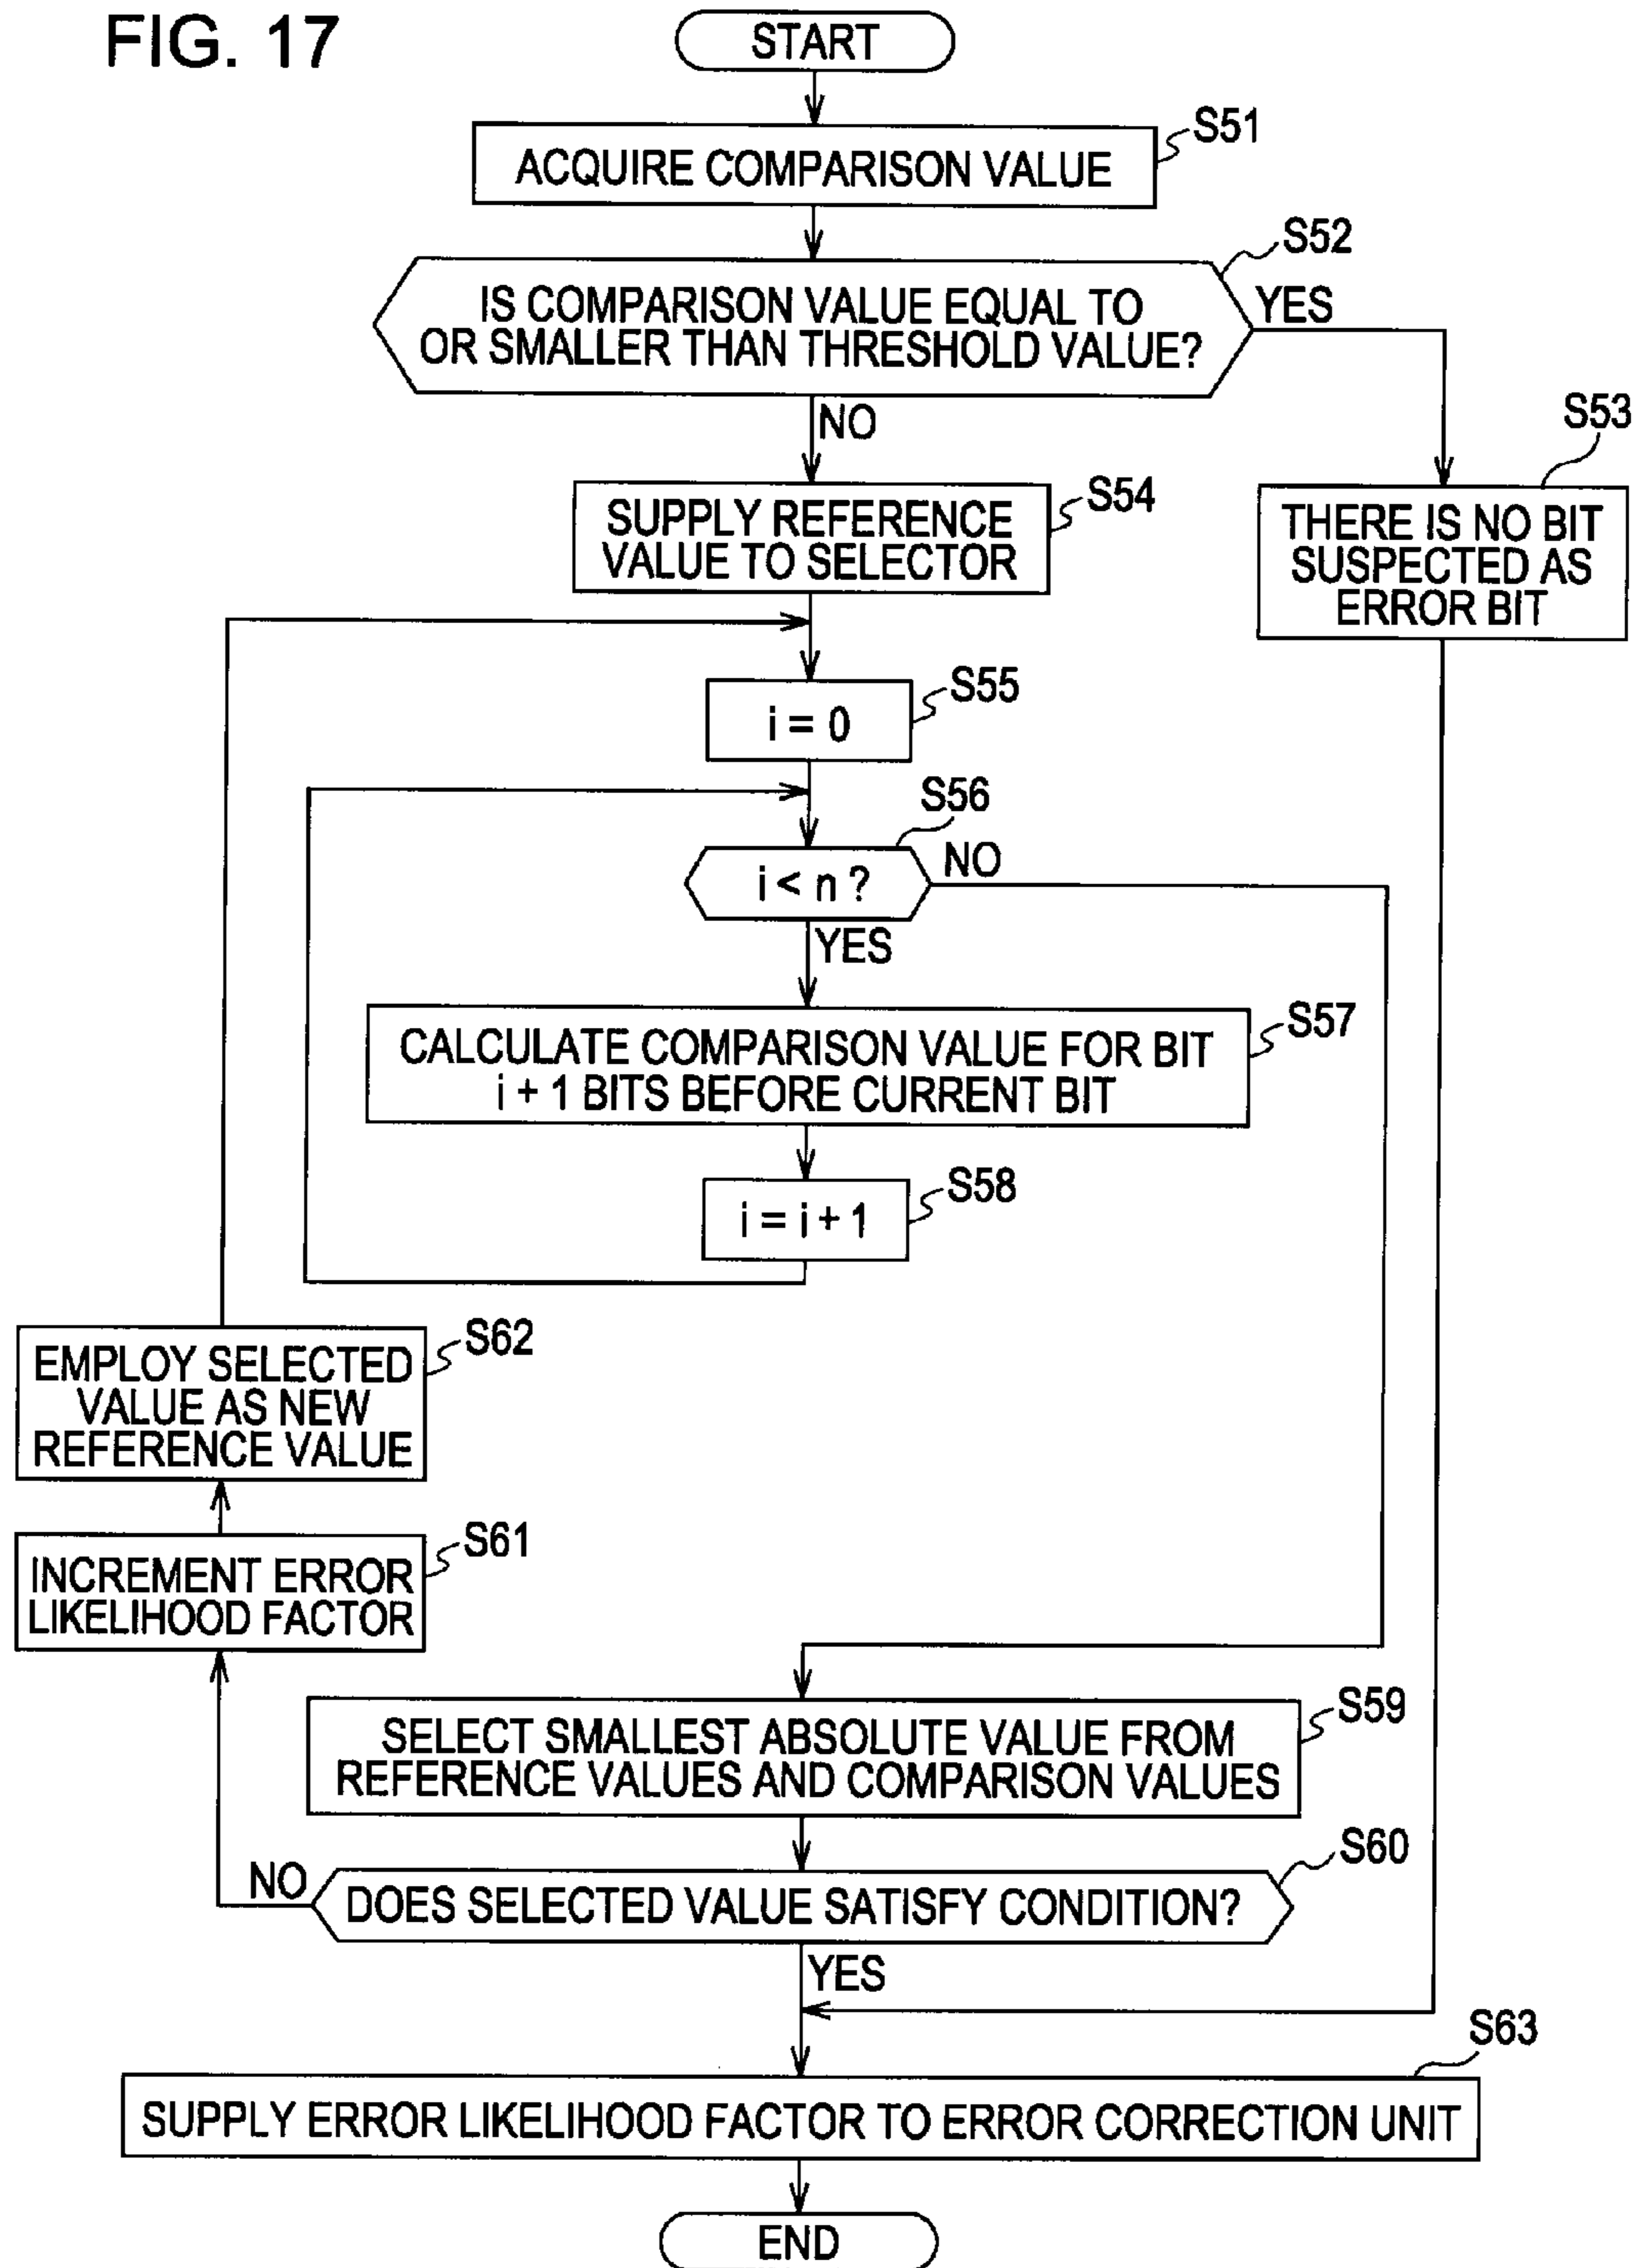 FIG. 17
START
S51
ACQUIRE COMPARISON VALUE
S52
IS COMPARISON VALUE EQUAL TO
OR SMALLER THAN THRESHOLD VALUE?
YES
NO
S53
THERE IS NO BIT
SUSPECTED AS
ERROR BIT
S54
SUPPLY REFERENCE
VALUE TO SELECTOR
S55
i = 0
S56
i < n ?
NO
YES
S57
CALCULATE COMPARISON VALUE FOR BIT
i + 1 BITS BEFORE CURRENT BIT
S58
i = i + 1
S62
EMPLOY SELECTED
VALUE AS NEW
REFERENCE VALUE
S61
INCREMENT ERROR
LIKELIHOOD FACTOR
S59
SELECT SMALLEST ABSOLUTE VALUE FROM
REFERENCE VALUES AND COMPARISON VALUES
S60
NO
DOES SELECTED VALUE SATISFY CONDITION?
YES
S63
SUPPLY ERROR LIKELIHOOD FACTOR TO ERROR CORRECTION UNIT
END